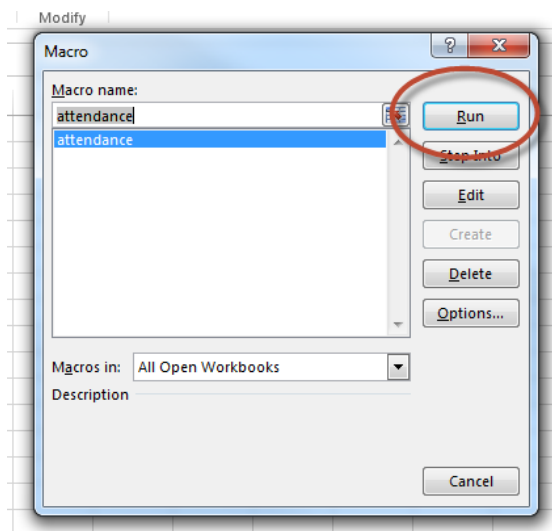 Modify
Macro
?
X
Macro name:
attendance
attendance
Run
Step Into
Edit
Create
Delete
Options...
Macros in: All Open Workbooks
Description
Cancel